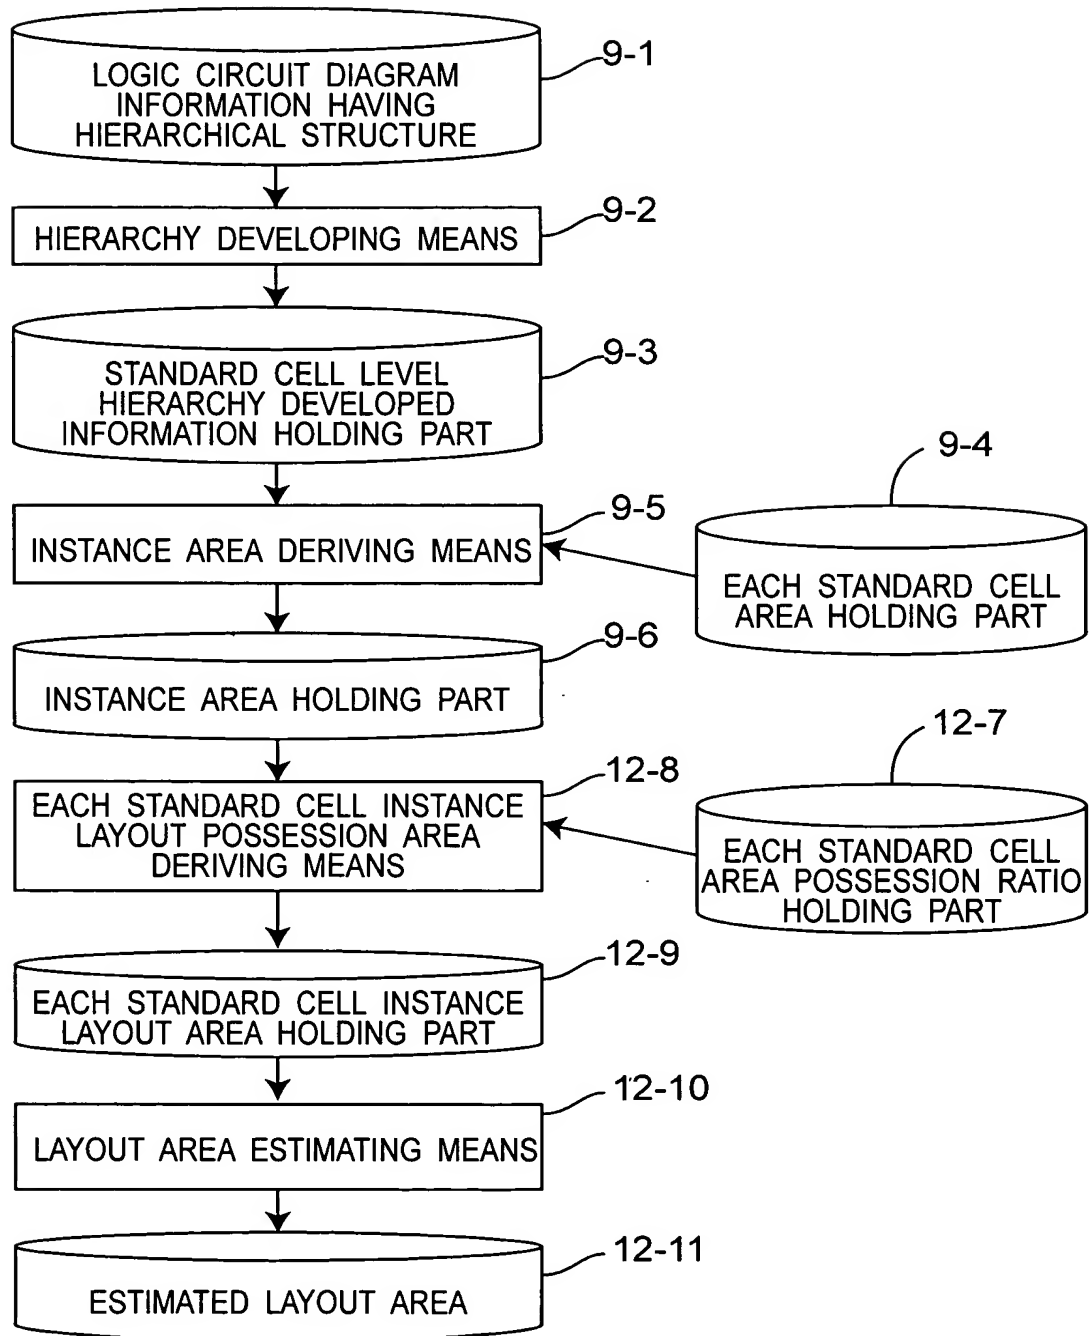 9-1
LOGIC CIRCUIT DIAGRAM
INFORMATION HAVING
HIERARCHICAL STRUCTURE
9-2
HIERARCHY DEVELOPING MEANS
9-3
STANDARD CELL LEVEL
HIERARCHY DEVELOPED
INFORMATION HOLDING PART
9-4
9-5
INSTANCE AREA DERIVING MEANS
EACH STANDARD CELL
AREA HOLDING PART
9-6
INSTANCE AREA HOLDING PART
12-7
12-8
EACH STANDARD CELL INSTANCE
LAYOUT POSSESSION AREA
DERIVING MEANS
EACH STANDARD CELL
AREA POSSESSION RATIO
HOLDING PART
12-9
EACH STANDARD CELL INSTANCE
LAYOUT AREA HOLDING PART
12-10
LAYOUT AREA ESTIMATING MEANS
12-11
ESTIMATED LAYOUT AREA